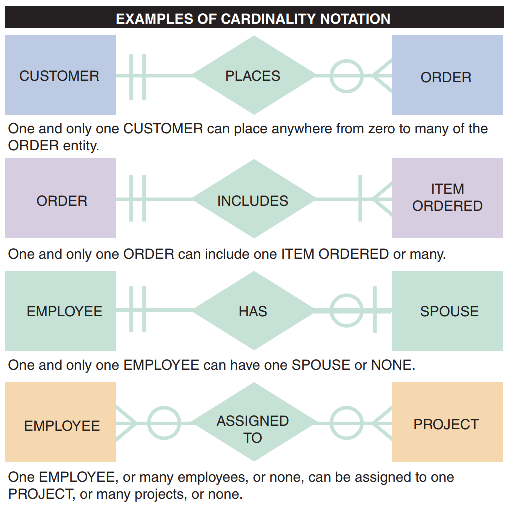 EXAMPLES OF CARDINALITY NOTATION
CUSTOMER
PLACES
ORDER
One and only one CUSTOMER can place anywhere from zero to many of the
ORDER entity.
ORDER
INCLUDES
ITEM
ORDERED
One and only one ORDER can include one ITEM ORDERED or many.
EMPLOYEE
HAS
SPOUSE
One and only one EMPLOYEE can have one SPOUSE or NONE.
EMPLOYEE
ASSIGNED
TO
PROJECT
One EMPLOYEE, or many employees, or none, can be assigned to one
PROJECT, or many projects, or none.